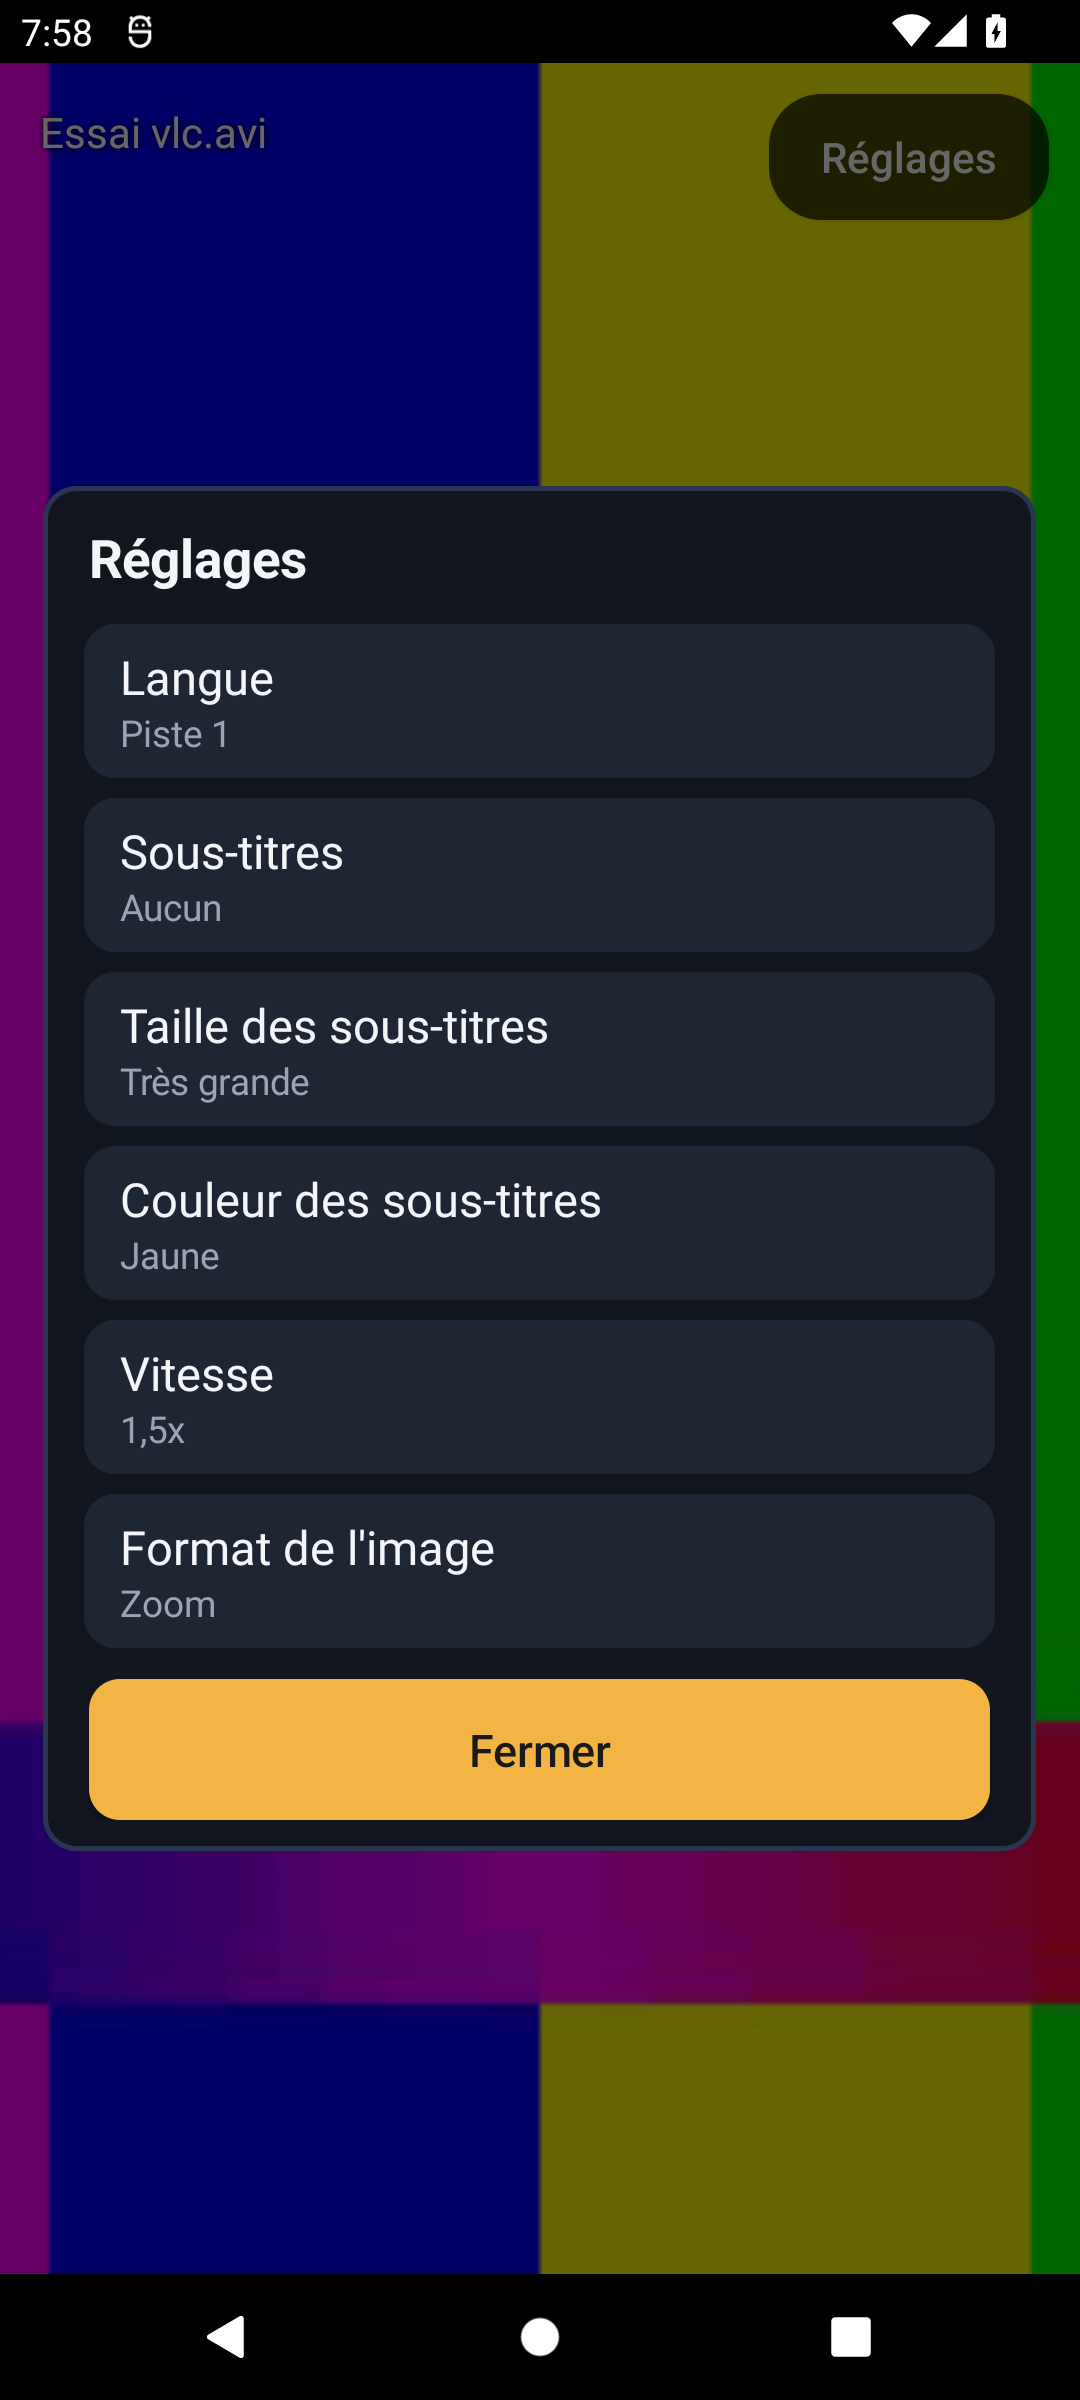 7:58
Essai vlc.avi
Réglages
Réglages
Langue
Piste 1
Sous-titres
Aucun
Taille des sous-titres
Très grande
Couleur des sous-titres
Jaune
Vitesse
1,5x
Format de l'image
Zoom
Fermer